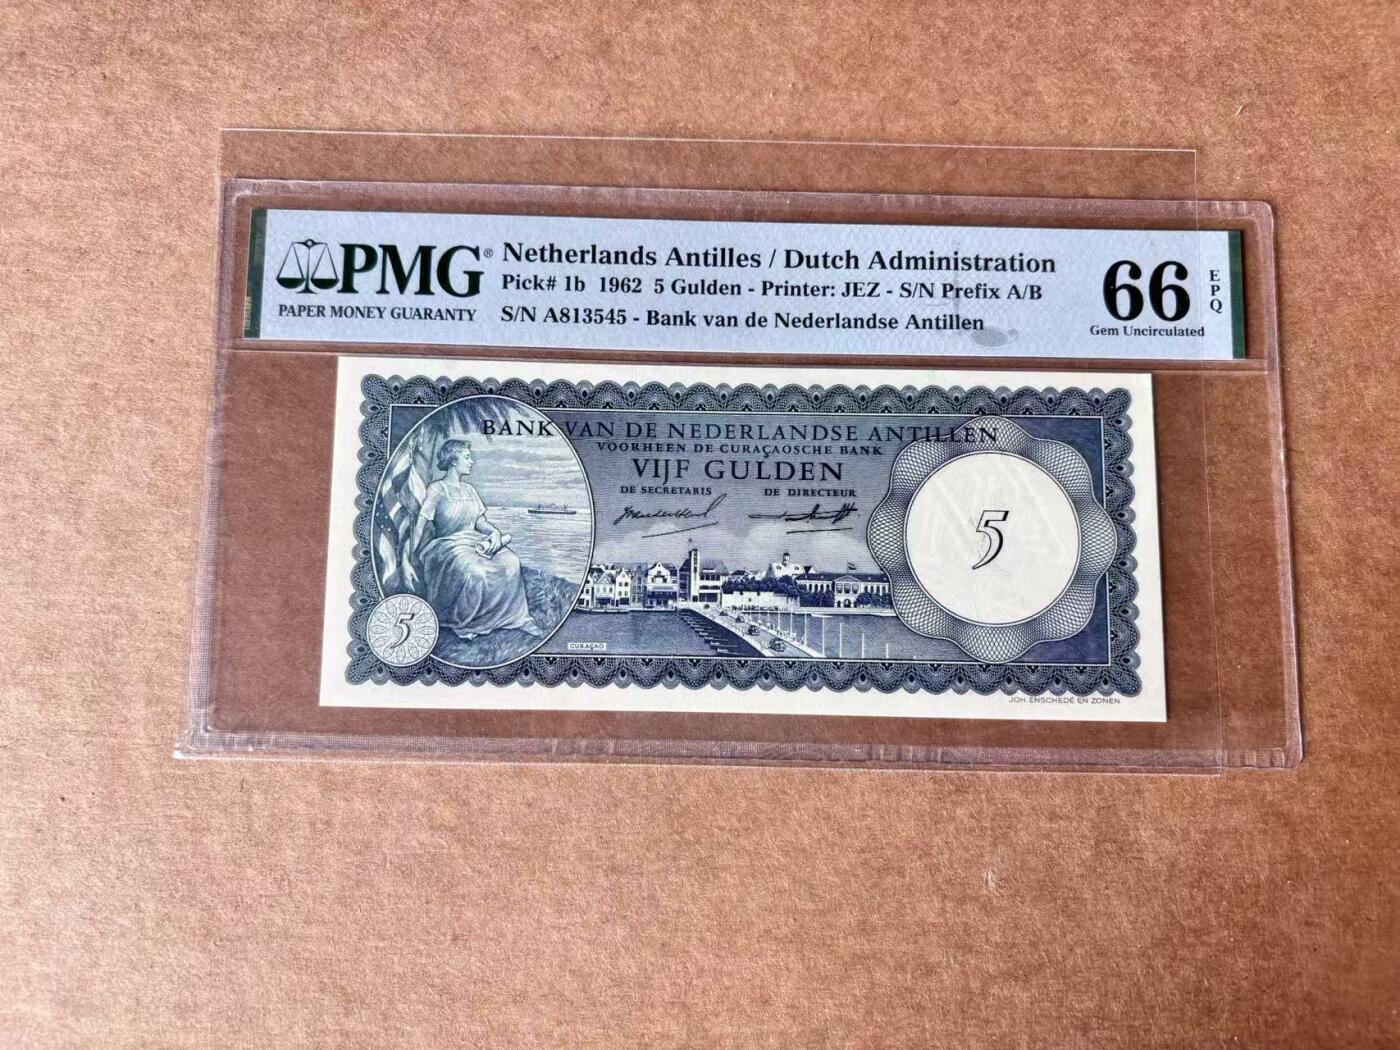 PMG®
PAPER MONEY GUARANTY
Netherlands Antilles / Dutch Administration
Pick# 1b 1962 5 Gulden - Printer: JEZ - S/N Prefix A/B
S/N A813545 - Bank van de Nederlandse Antillen
66
EPQ
Gem Uncirculated
BANK VAN DE NEDERLANDSE ANTILLEN
VOORHEEN DE CURAÇAOSCHE BANK
VIJF GULDEN
DE SECRETARIS DE DIRECTEUR
5
5
CURAÇAO
JOH. ENSCHEDÉ EN ZONEN